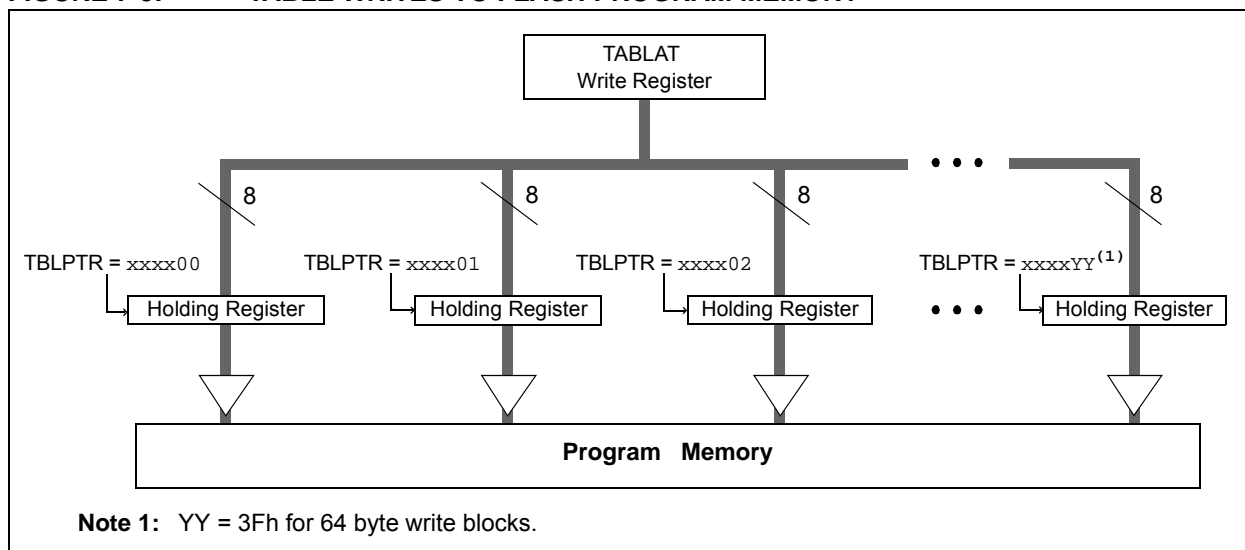 TABLAT
Write Register
8
8
8
8
TBLPTR = xxxx00
TBLPTR = xxxx01
TBLPTR = xxxx02
TBLPTR = xxxxYY(1)
Holding Register
Holding Register
Holding Register
Holding Register
Program Memory
Note 1: YY = 3Fh for 64 byte write blocks.